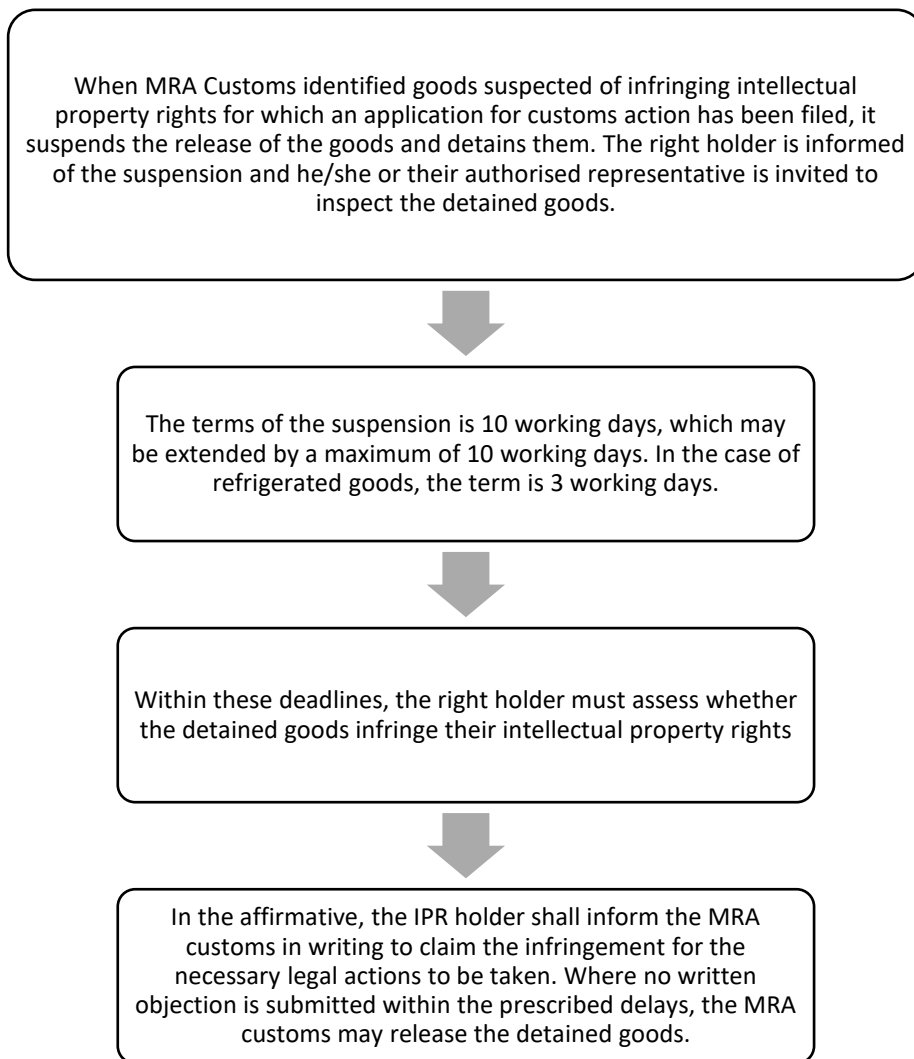 When MRA Customs identified goods suspected of infringing intellectual
property rights for which an application for customs action has been filed, it
suspends the release of the goods and detains them. The right holder is informed
of the suspension and he/she or their authorised representative is invited to
inspect the detained goods.
The terms of the suspension is 10 working days, which may
be extended by a maximum of 10 working days. In the case of
refrigerated goods, the term is 3 working days.
Within these deadlines, the right holder must assess whether
the detained goods infringe their intellectual property rights
In the affirmative, the IPR holder shall inform the MRA
customs in writing to claim the infringement for the
necessary legal actions to be taken. Where no written
objection is submitted within the prescribed delays, the MRA
customs may release the detained goods.